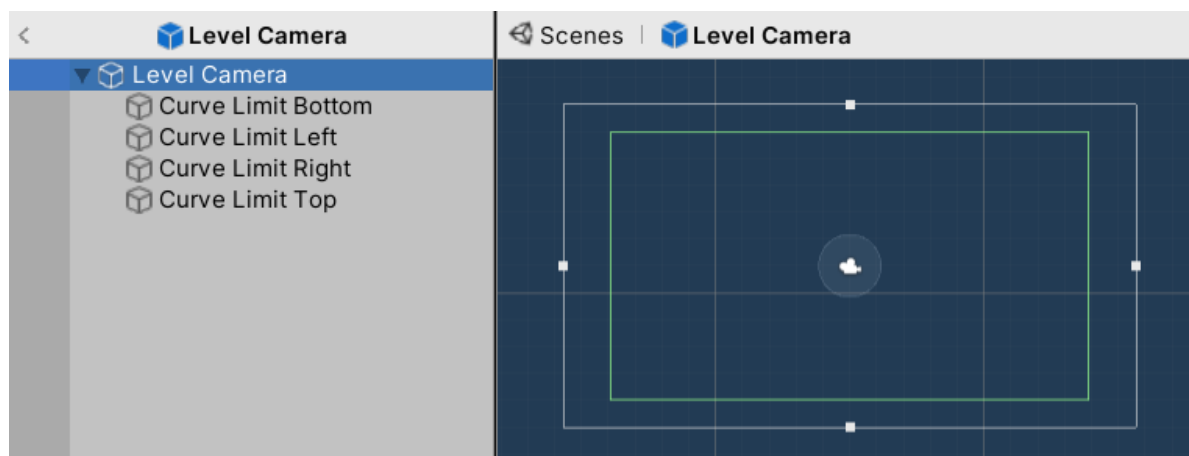 Level Camera
Scenes Level Camera
Level Camera
Curve Limit Bottom
Curve Limit Left
Curve Limit Right
Curve Limit Top